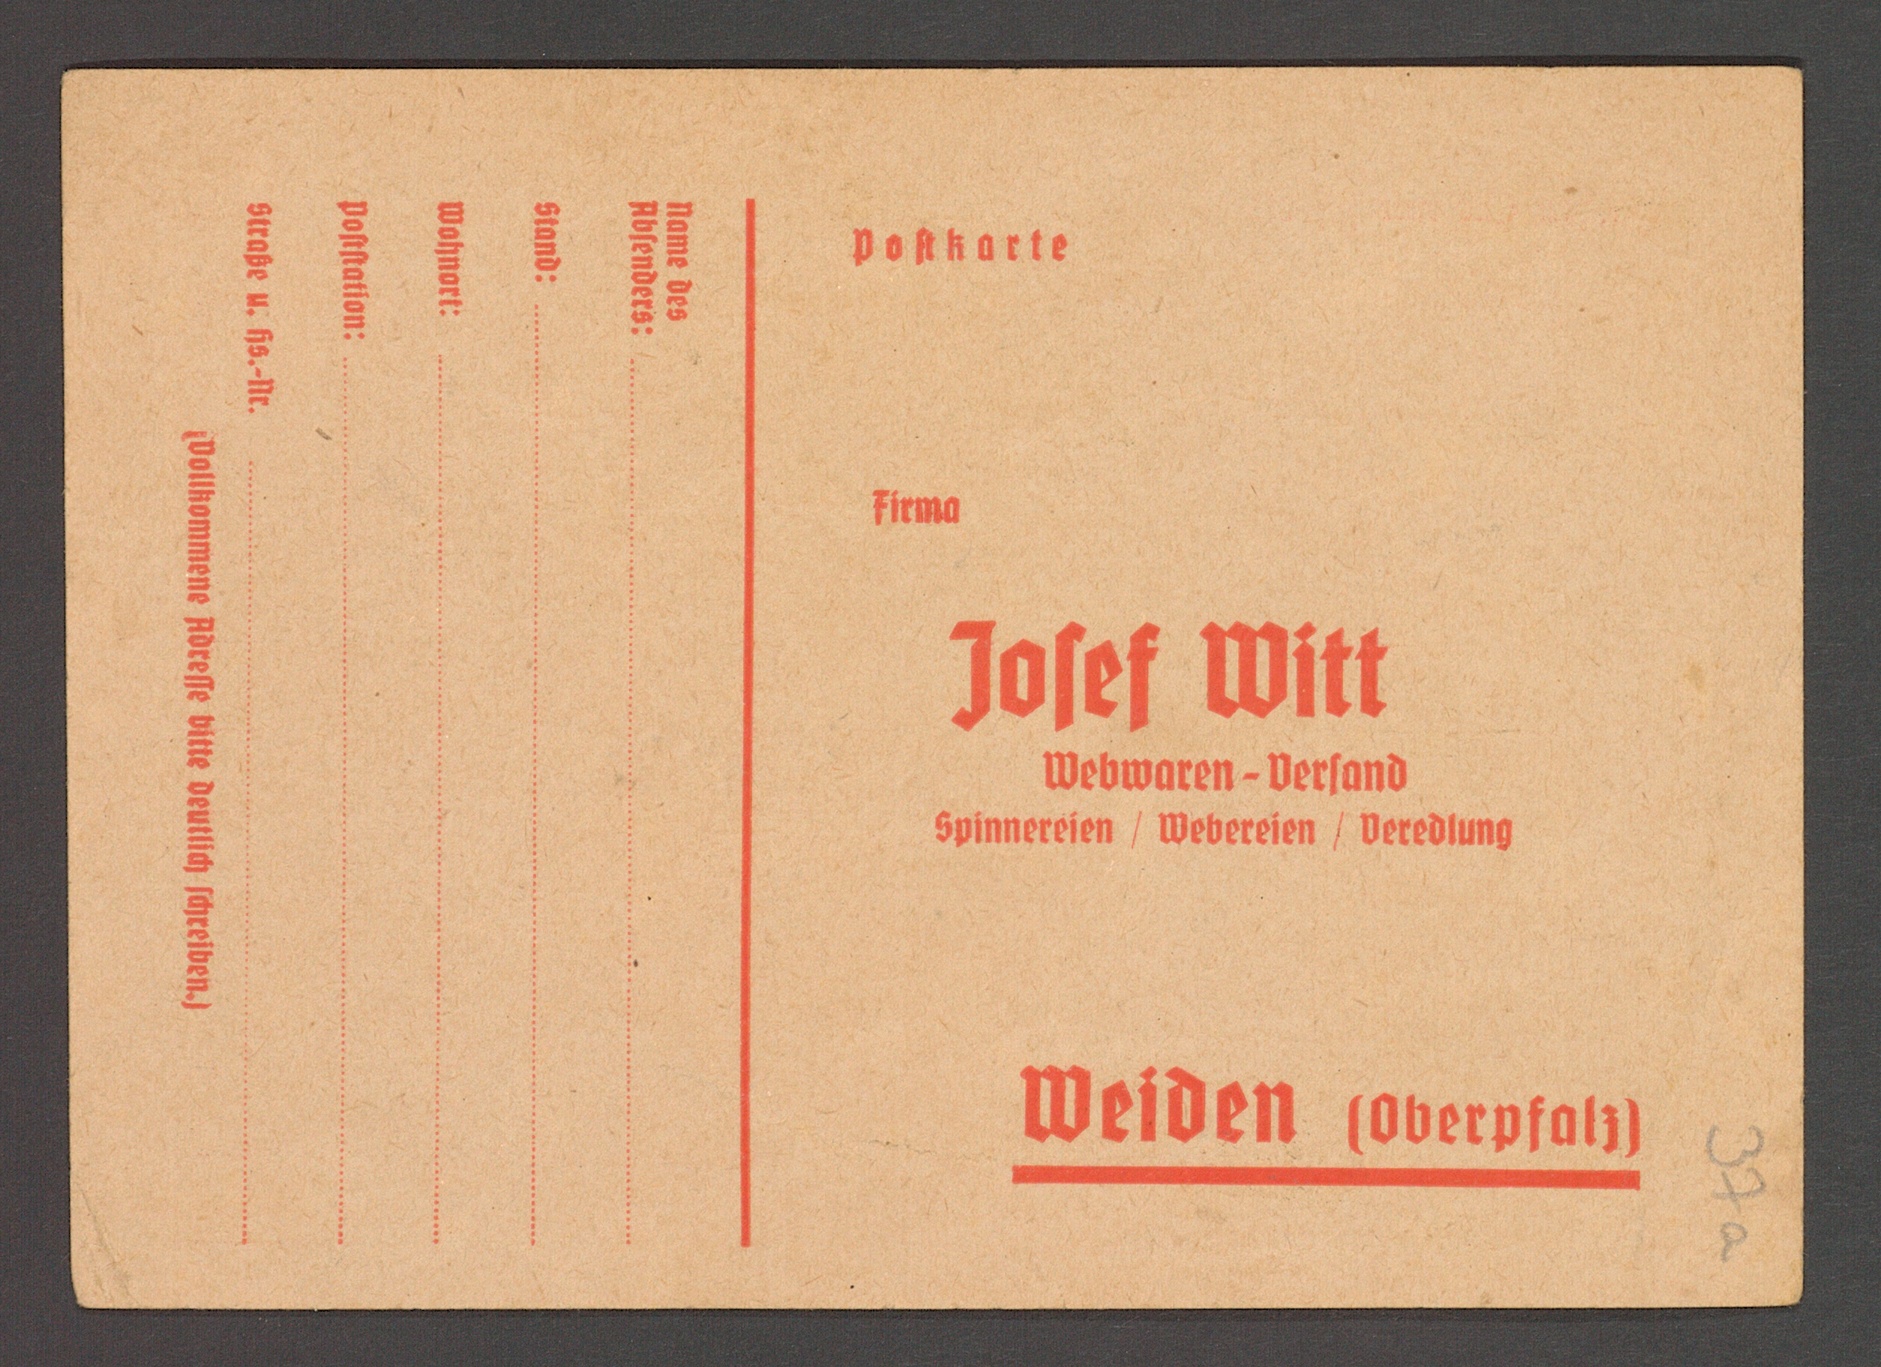 Name des
Absenders:
Stand:
Wohnort:
Poststation:
Straße u. Hs.-Nr.
(Vollkommene Adresse bitte deutlich schreiben.)
Postkarte
Firma
Josef Witt
Webwaren-Versand
Spinnereien / Webereien / Veredlung
Weiden (Oberpfalz)
37a